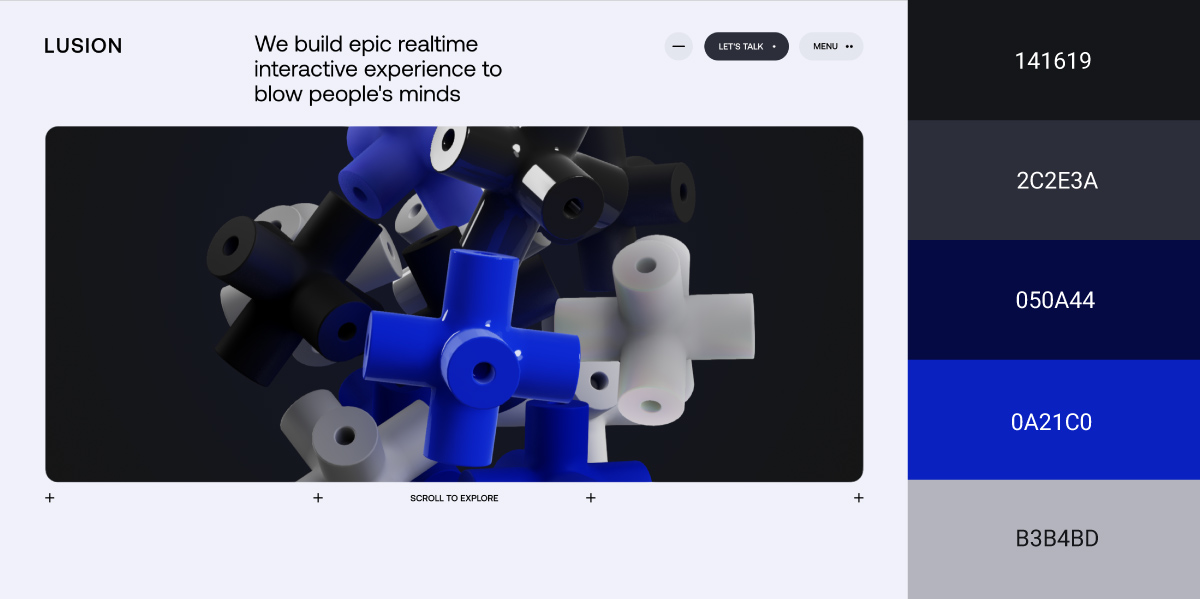 LUSION
We build epic realtime
interactive experience to
blow people's minds
LET'S TALK
MENU
SCROLL TO EXPLORE
141619
2C2E3A
050A44
0A21C0
B3B4BD